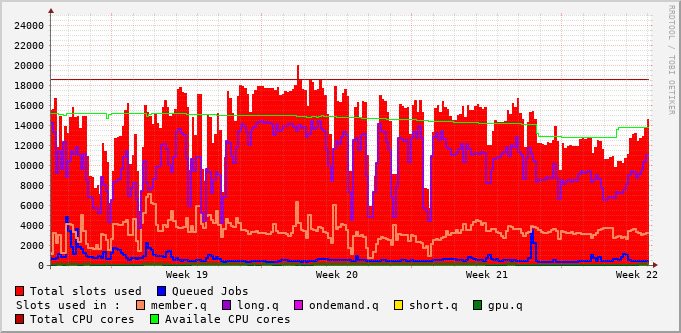 RRDTOOL / TOBI OETIKER
24000
22000
20000
18000
16000
14000
12000
10000
8000
6000
4000
2000
0
Week 19 Week 20 Week 21 Week 22
Total slots used Queued Jobs
Slots used in : member.q long.q ondemand.q short.q gpu.q
Total CPU cores Availale CPU cores